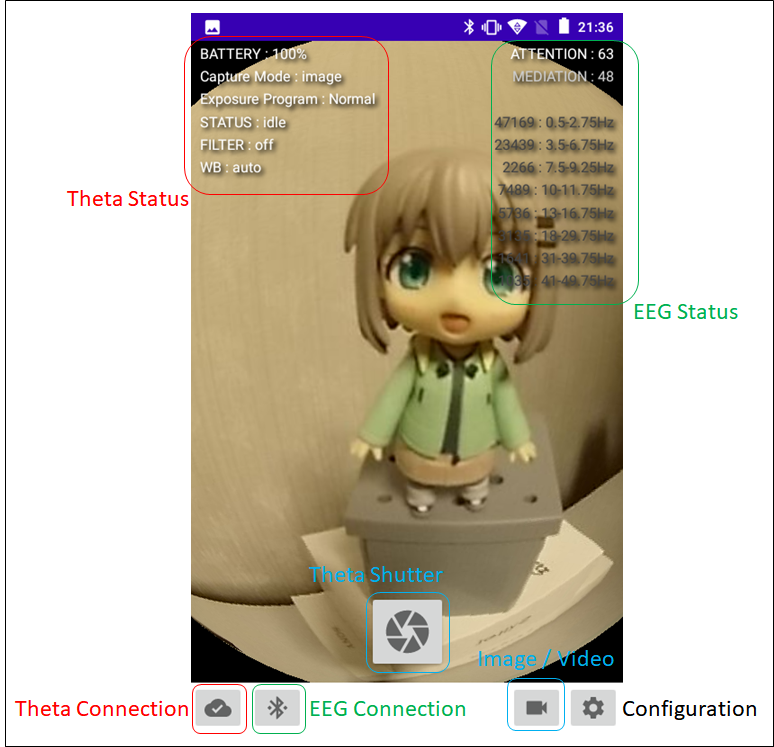 21:36
BATTERY : 100%
Capture Mode : image
Exposure Program : Normal
STATUS : idle
FILTER : off
WB : auto
ATTENTION : 63
MEDIATION : 48
47169 : 0.5-2.75Hz
23439 : 3.5-6.75Hz
2266 : 7.5-9.25Hz
7489 : 10-11.75Hz
5736 : 13-16.75Hz
: 18-29.75Hz
: 31-39.75Hz
: 41-49.75Hz
Theta Status
EEG Status
Theta Shutter
Image / Video
Theta Connection
EEG Connection
Configuration